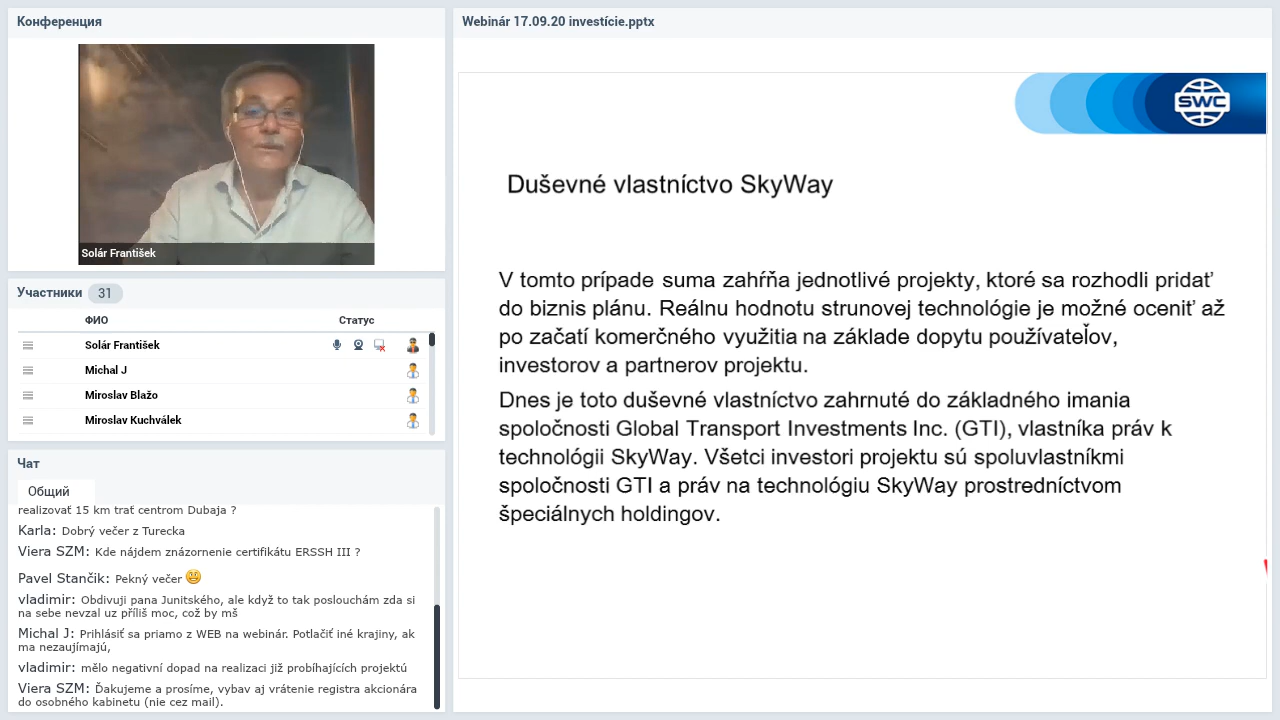 Конференция
Solár František
Участники 31
ФИО Статус
Solár František
Michal J
Miroslav Blažo
Miroslav Kuchválek
Чат
Общий
realizovať 15 km trať centrom Dubaja ?
Karla: Dobrý večer z Turecka
Viera SZM: Kde nájdem znázornenie certifikátu ERSSH III ?
Pavel Stančik: Pekný večer
vladimir: Obdivuji pana Junitského, ale když to tak poslouchám zda si
na sebe nevzal uz příliš moc, což by mš
Michal J: Prihlásiť sa priamo z WEB na webinár. Potlačiť iné krajiny, ak
ma nezaujímajú,
vladimir: mělo negativní dopad na realizaci již probíhajících projektú
Viera SZM: Ďakujeme a prosíme, vybav aj vrátenie registra akcionára
do osobného kabinetu (nie cez mail).
Webinár 17.09.20 investície.pptx
SWC
Duševné vlastníctvo SkyWay
V tomto prípade suma zahŕňa jednotlivé projekty, ktoré sa rozhodli pridať
do biznis plánu. Reálnu hodnotu strunovej technológie je možné oceniť až
po začatí komerčného využitia na základe dopytu používateľov,
investorov a partnerov projektu.
Dnes je toto duševné vlastníctvo zahrnuté do základného imania
spoločnosti Global Transport Investments Inc. (GTI), vlastníka práv k
technológii SkyWay. Všetci investori projektu sú spoluvlastníkmi
spoločnosti GTI a práv na technológiu SkyWay prostredníctvom
špeciálnych holdingov.